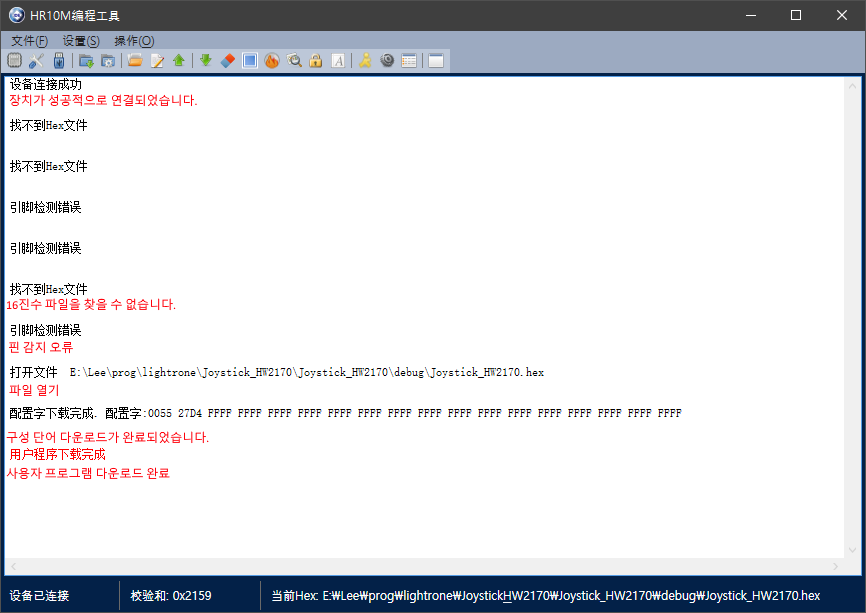 HR10M编程工具
文件(F) 设置(S) 操作(O)
设备连接成功
장치가 성공적으로 연결되었습니다.
找不到Hex文件
找不到Hex文件
引脚检测错误
引脚检测错误
找不到Hex文件
16진수 파일을 찾을 수 없습니다.
引脚检测错误
핀 감지 오류
打开文件 E:\Lee\prog\lightrone\Joystick_HW2170\Joystick_HW2170\debug\Joystick_HW2170.hex
파일 열기
配置字下载完成. 配置字:0055 27D4 FFFF FFFF FFFF FFFF FFFF FFFF FFFF FFFF FFFF FFFF FFFF FFFF FFFF FFFF FFFF FFFF
구성 단어 다운로드가 완료되었습니다.
用户程序下载完成
사용자 프로그램 다운로드 완료
设备已连接 校验和: 0x2159 当前Hex: E:₩Lee₩prog₩lightrone₩JoystickHW2170₩Joystick_HW2170₩debug₩Joystick_HW2170.hex